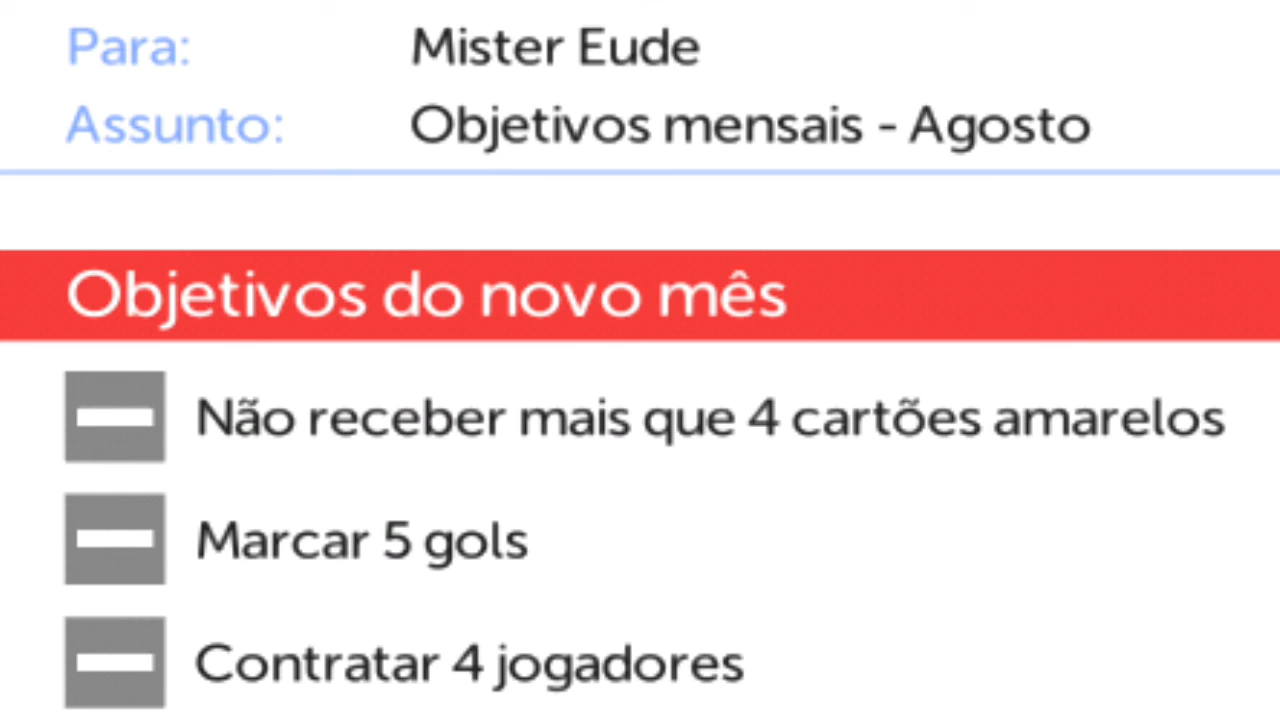 Para: Mister Eude
Assunto: Objetivos mensais - Agosto
Objetivos do novo mês
Não receber mais que 4 cartões amarelos
Marcar 5 gols
Contratar 4 jogadores